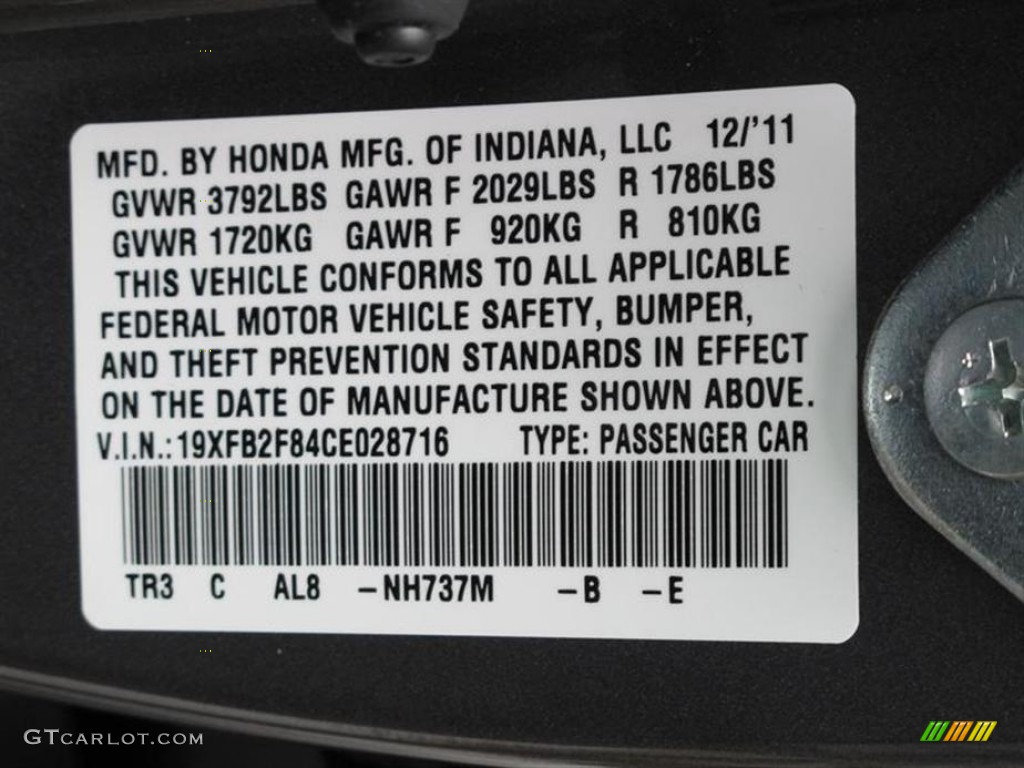 MFD. BY HONDA MFG. OF INDIANA, LLC 12/'11
GVWR 3792LBS GAWR F 2029LBS R 1786LBS
GVWR 1720KG GAWR F 920KG R 810KG
THIS VEHICLE CONFORMS TO ALL APPLICABLE
FEDERAL MOTOR VEHICLE SAFETY, BUMPER,
AND THEFT PREVENTION STANDARDS IN EFFECT
ON THE DATE OF MANUFACTURE SHOWN ABOVE.
V.I.N.:19XFB2F84CE028716 TYPE: PASSENGER CAR
TR3 C AL8 –NH737M –B –E
GTCARLOT.COM